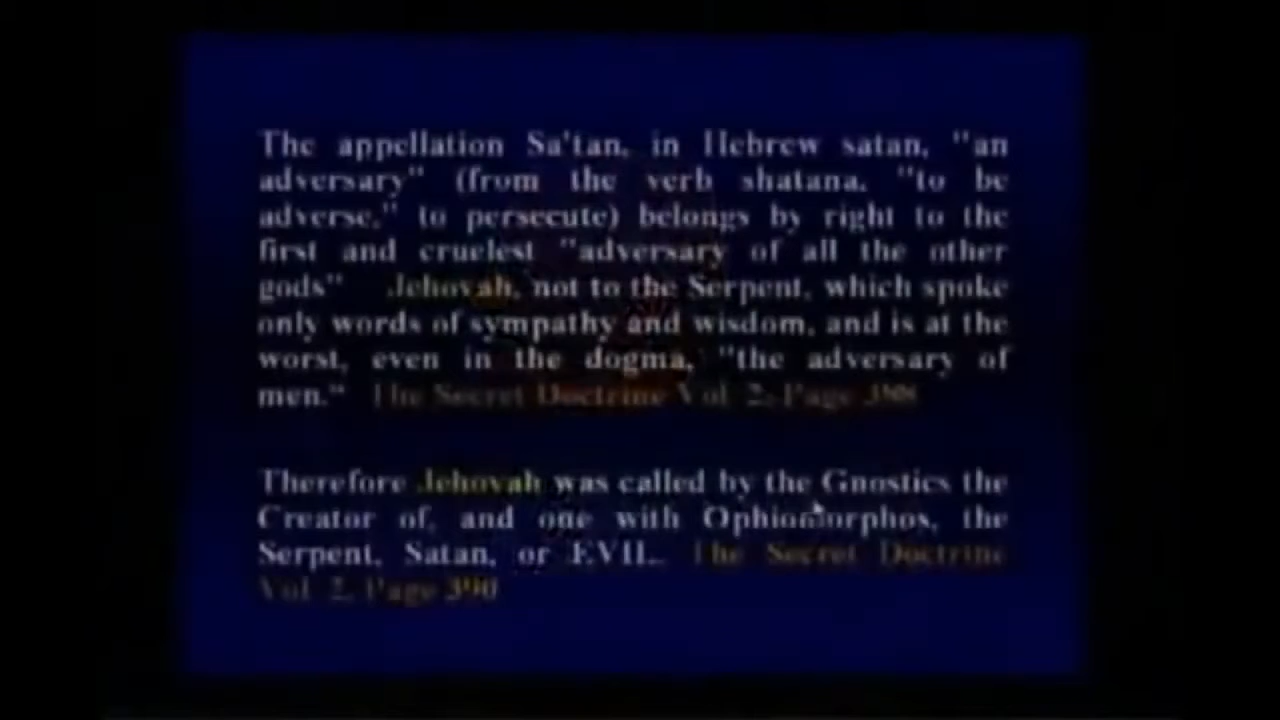 The appellation Sa'tan, in Hebrew satan, "an
adversary" (from the verb shatana, "to be
adverse," to persecute) belongs by right to the
first and cruelest "adversary of all the other
gods" Jehovah, not to the Serpent, which spoke
only words of sympathy and wisdom, and is at the
worst, even in the dogma, "the adversary of
men." The Secret Doctrine Vol 2, Page
Therefore Jehovah was called by the Gnostics the
Creator of, and one with Ophiomorphos, the
Serpent, Satan, or EVIL. The Secret Doctrine
Vol 2, Page 390